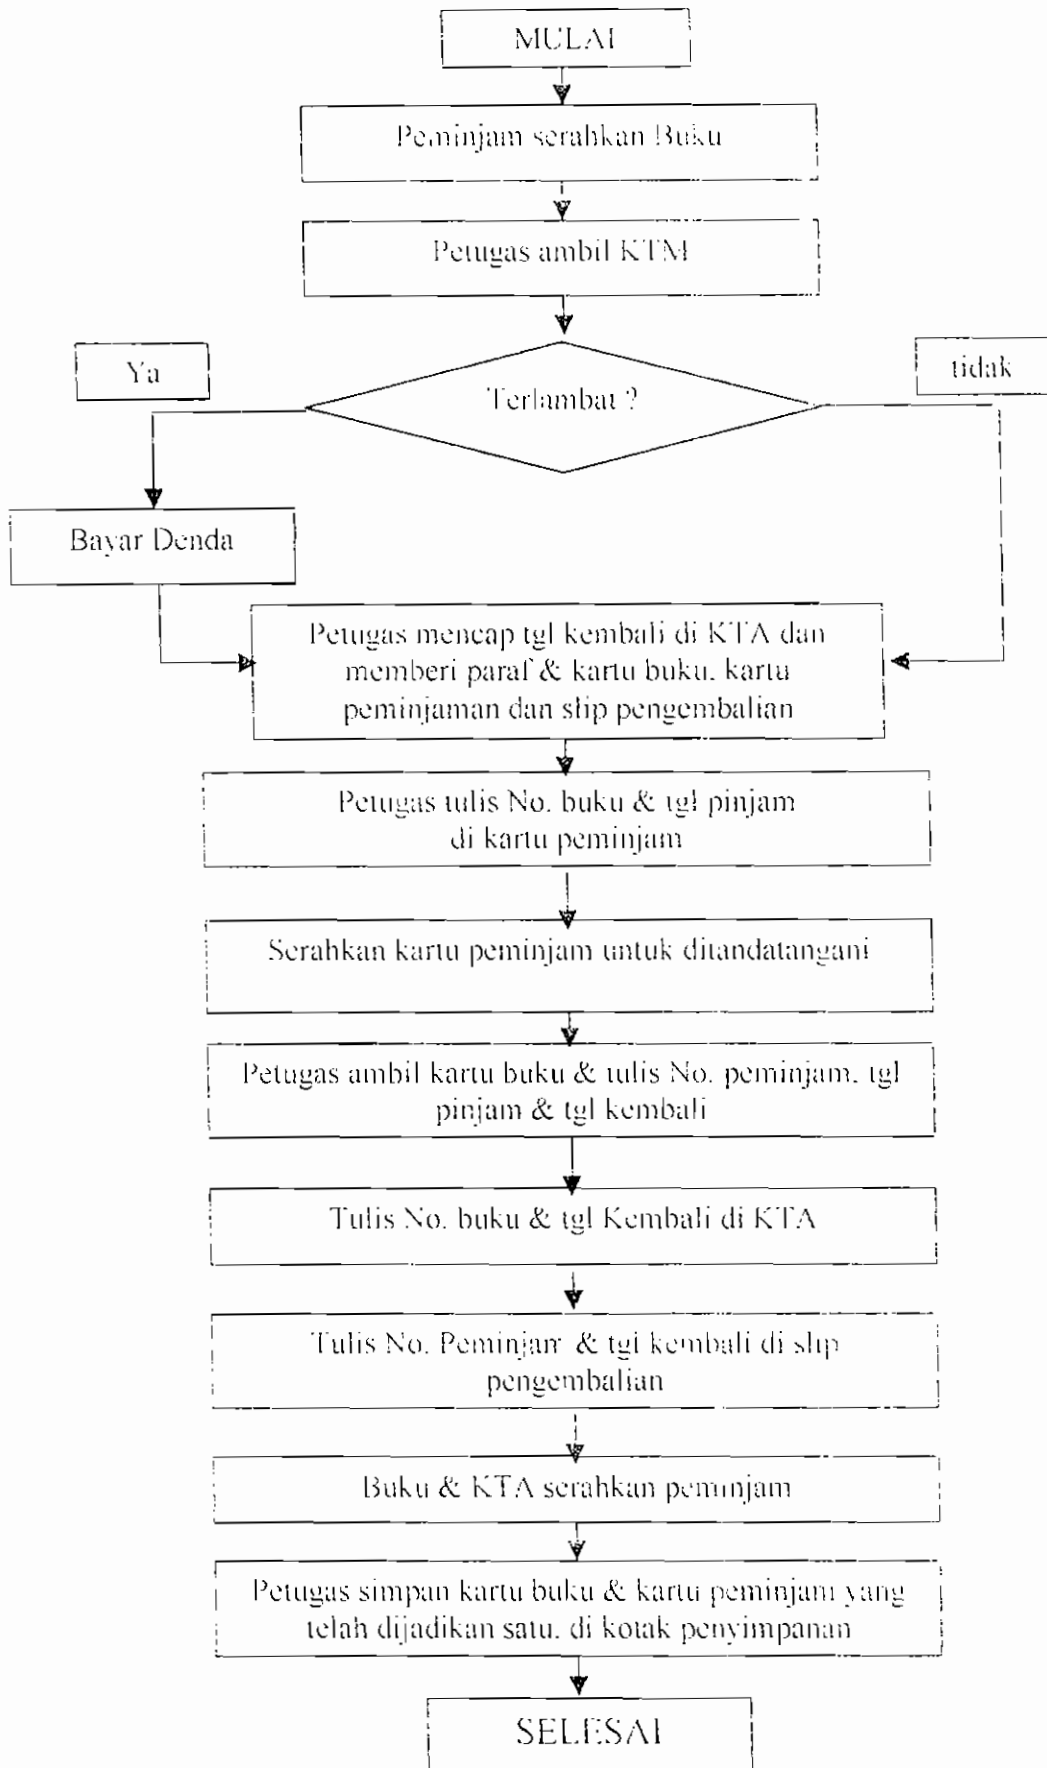 MULAI
Peminjam serahkan Buku
Petugas ambil KTM
Ya
tidak
Terlambat ?
Bayar Denda
Petugas mencap tgl kembali di KTA dan
memberi paraf & kartu buku, kartu
peminjaman dan slip pengembalian
Petugas tulis No. buku & tgl pinjam
di kartu peminjam
Serahkan kartu peminjam untuk ditandatangani
Petugas ambil kartu buku & tulis No. peminjam, tgl
pinjam & tgl kembali
Tulis No. buku & tgl Kembali di KTA
Tulis No. Peminjam & tgl kembali di slip
pengembalian
Buku & KTA serahkan peminjam
Petugas simpan kartu buku & kartu peminjam yang
telah dijadikan satu, di kotak penyimpanan
SELESAI